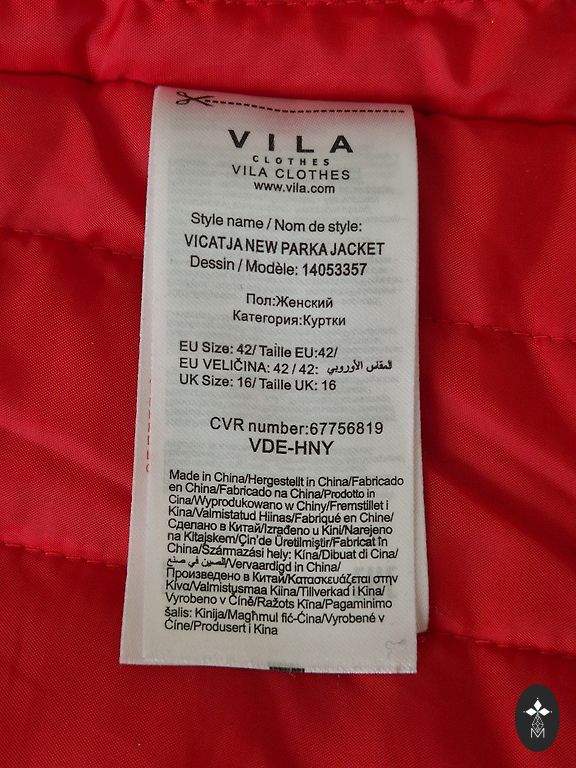 VILA
CLOTHES
VILA CLOTHES
www.vila.com
Style name / Nom de style:
VICATJA NEW PARKA JACKET
Dessin / Modèle: 14053357
Пол:Женский
Категория:Куртки
EU Size: 42/ Taille EU:42/
EU VELIČINA: 42 / 42: المقاس الأوروبي
UK Size: 16/ Taille UK: 16
CVR number:67756819
VDE-HNY
Made in China/Hergestellt in China/Fabricado
en China/Fabricado na China/Prodotto in
Cina/Wyprodukowano w Chiny/Fremstillet i
Kina/Valmistatud Hiinas/Fabriqué en Chine/
Сделано в Китай/Izrađeno u Kini/Narejeno
na Kitajskem/Çin'de Üretilmiştir/Fabricat în
China/Származási hely: Kína/Dibuat di Cina/
الصين في صنع/Vervaardigd in China/
Произведено в Китай/Κατασκευάζεται στην
Κίνα/Valmistusmaa Kiina/Tillverkad i Kina/
Vyrobeno v Číně/Ražots Ķīna/Pagaminimo
šalis: Kinija/Magħmul fiċ-Ċina/Vyrobené v
Číne/Produsert i Kina
M